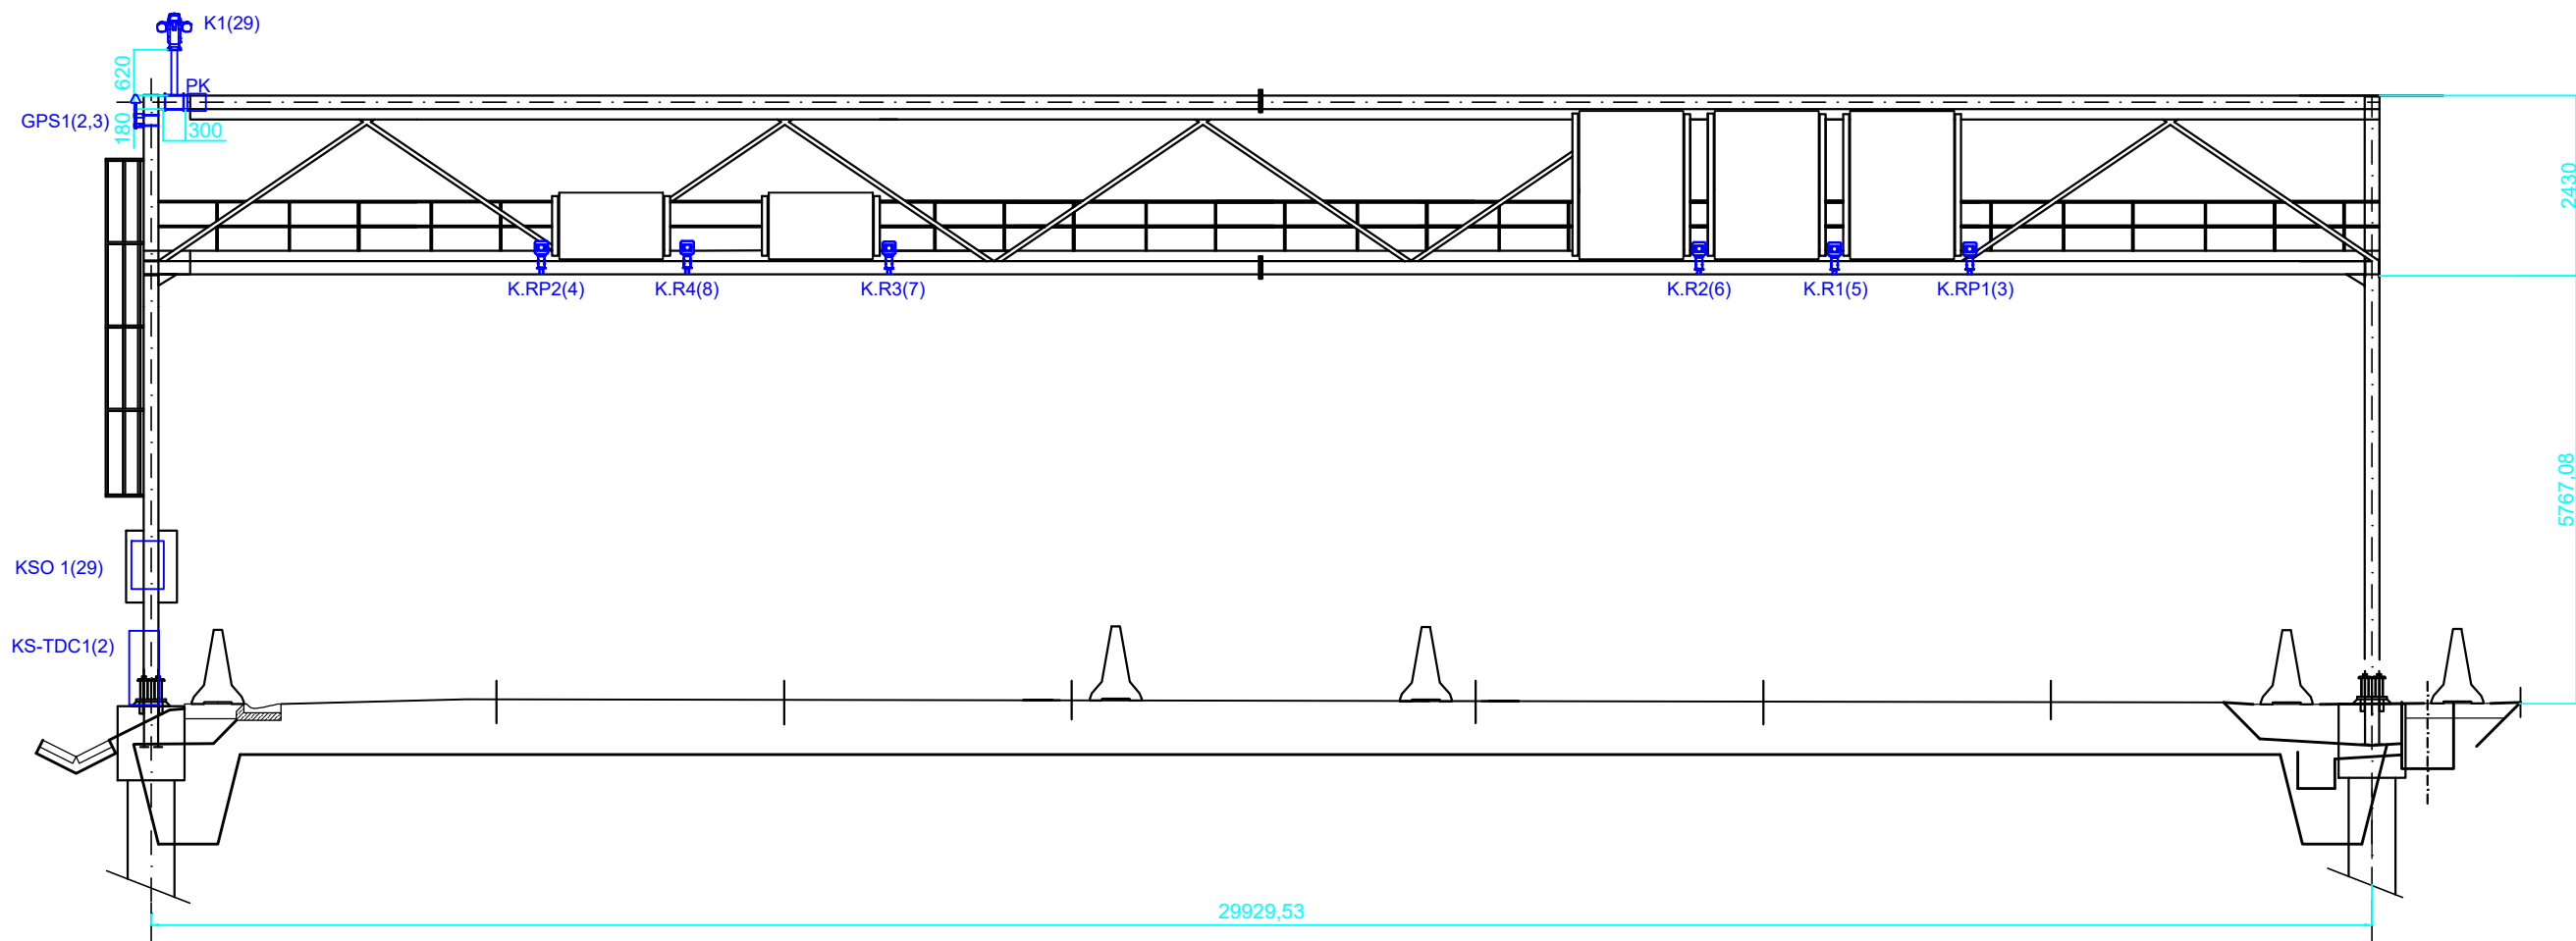 K1(29)
620
PK
GPS1(2,3)
180
300
2430
K.RP2(4)
K.R4(8)
K.R3(7)
K.R2(6)
K.R1(5)
K.RP1(3)
5767,08
KSO 1(29)
KS-TDC1(2)
29929,53